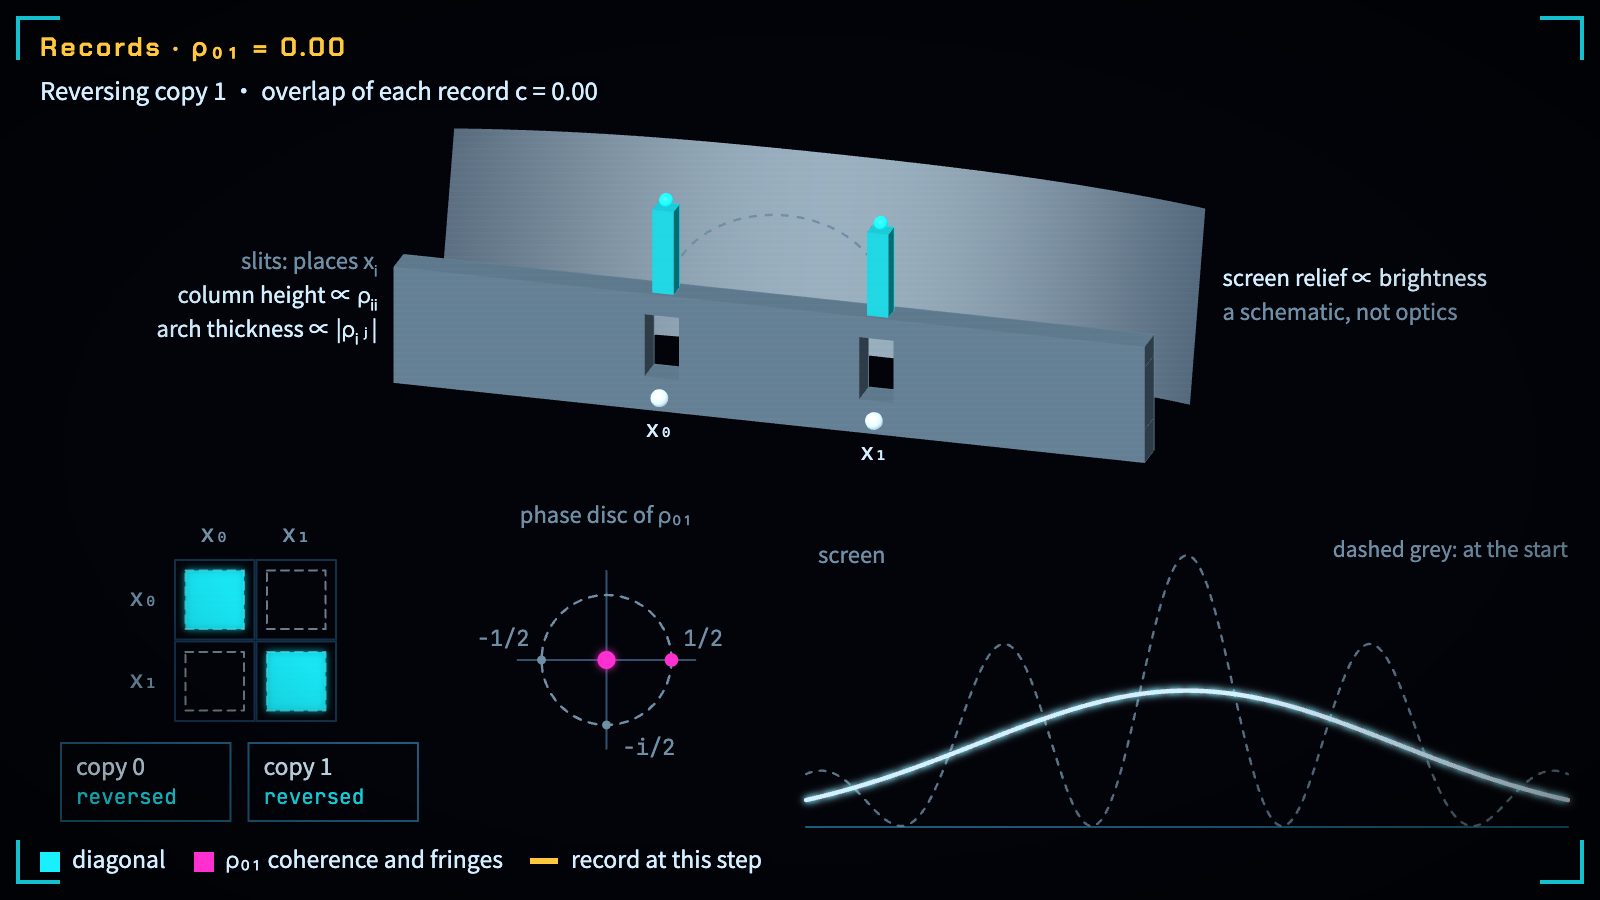 Records · ρ₀₁ = 0.00
Reversing copy 1 • overlap of each record c = 0.00
slits: places xᵢ
column height ∝ ρᵢᵢ
arch thickness ∝ |ρᵢⱼ|
screen relief ∝ brightness
a schematic, not optics
x₀
x₁
phase disc of ρ₀₁
-1/2
1/2
-i/2
x₀ x₁
x₀
x₁
copy 0
reversed
copy 1
reversed
screen
dashed grey: at the start
diagonal
ρ₀₁ coherence and fringes
record at this step